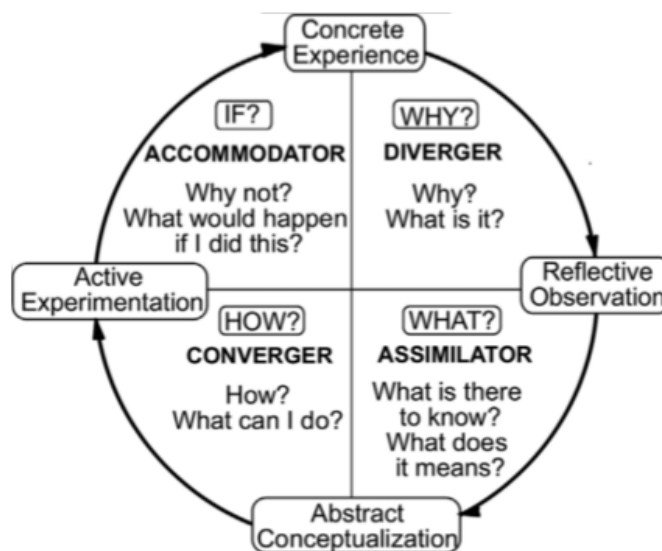 Concrete
Experience
IF?
ACCOMMODATOR
Why not?
What would happen
if I did this?
WHY?
DIVERGER
Why?
What is it?
Active
Experimentation
Reflective
Observation
HOW?
CONVERGER
How?
What can I do?
WHAT?
ASSIMILATOR
What is there
to know?
What does
it means?
Abstract
Conceptualization